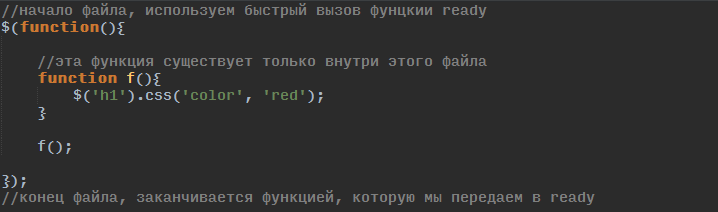 //начало файла, используем быстрый вызов фунцкии ready
$(function(){
//эта функция существует только внутри этого файла
function f(){
$('h1').css('color', 'red');
}
f();
});
//конец файла, заканчивается функцией, которую мы передаем в ready